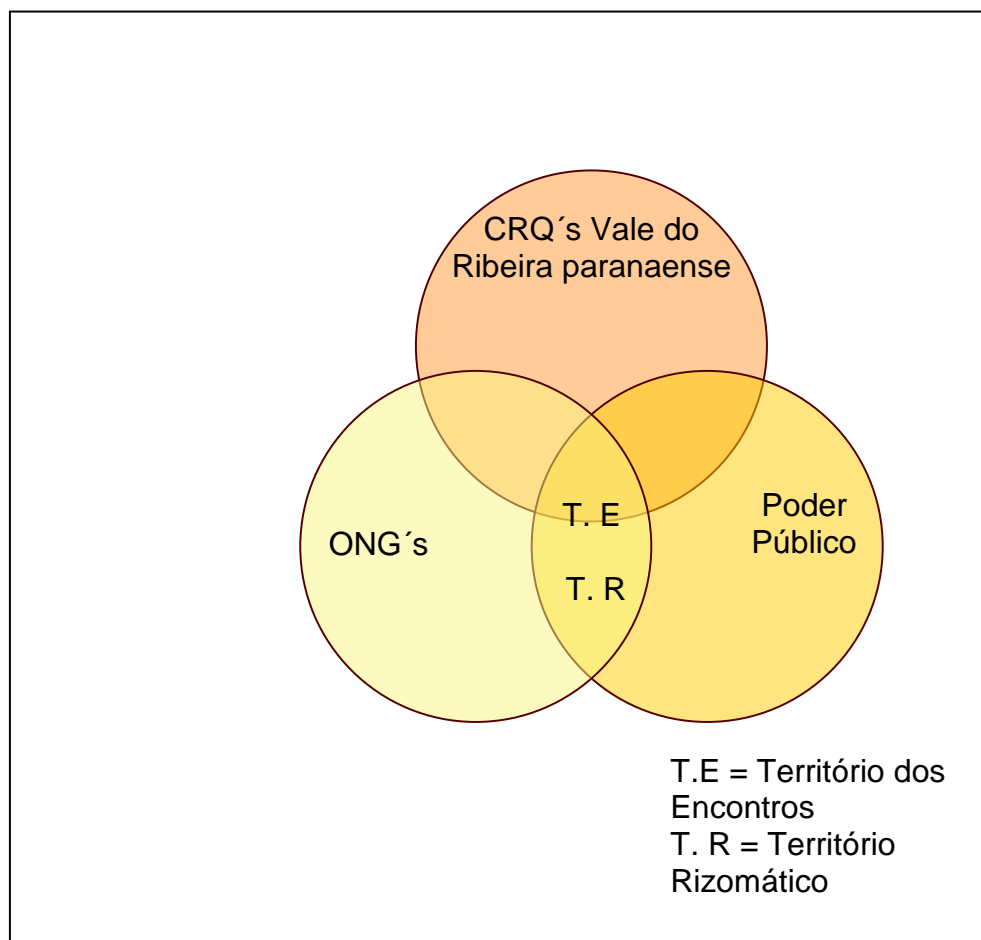 CRQ´s Vale do
Ribeira paranaense
T. E
Poder
Público
ONG´s
T. R
T.E = Território dos
Encontros
T. R = Território
Rizomático